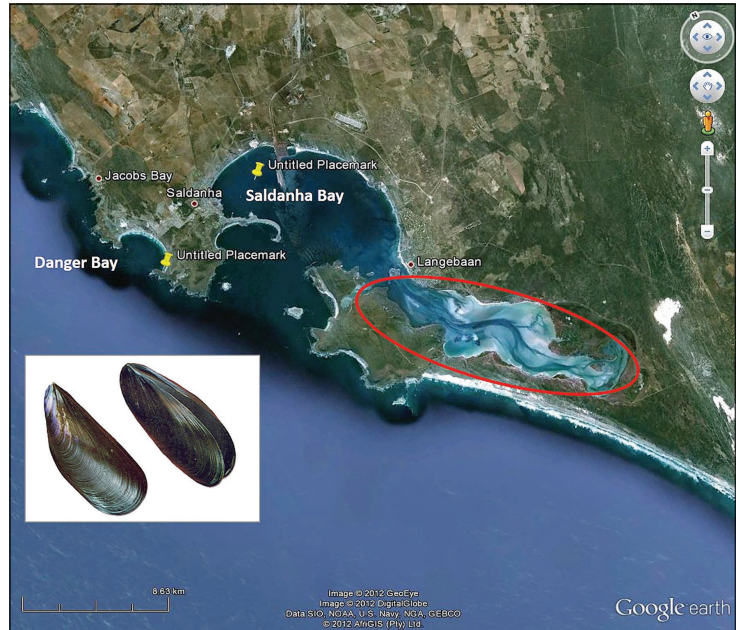 N
Untitled Placemark
Jacobs Bay
Saldanha
Saldanha Bay
Untitled Placemark
Danger Bay
Langebaan
8.63 km
Image © 2012 GeoEye
Image © 2012 DigitalGlobe
Data SIO, NOAA, U.S. Navy, NGA, GEBCO
© 2012 AfriGIS (Pty) Ltd.
Google earth